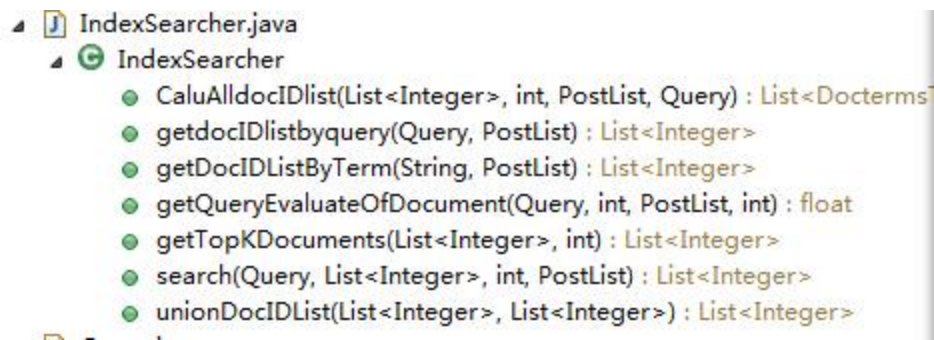 IndexSearcher.java
IndexSearcher
CaluAlldocIDlist(List<Integer>, int, PostList, Query) : List<Docterms
getdocIDlistbyquery(Query, PostList) : List<Integer>
getDocIDListByTerm(String, PostList) : List<Integer>
getQueryEvaluateOfDocument(Query, int, PostList, int) : float
getTopKDocuments(List<Integer>, int) : List<Integer>
search(Query, List<Integer>, int, PostList) : List<Integer>
unionDocIDList(List<Integer>, List<Integer>) : List<Integer>